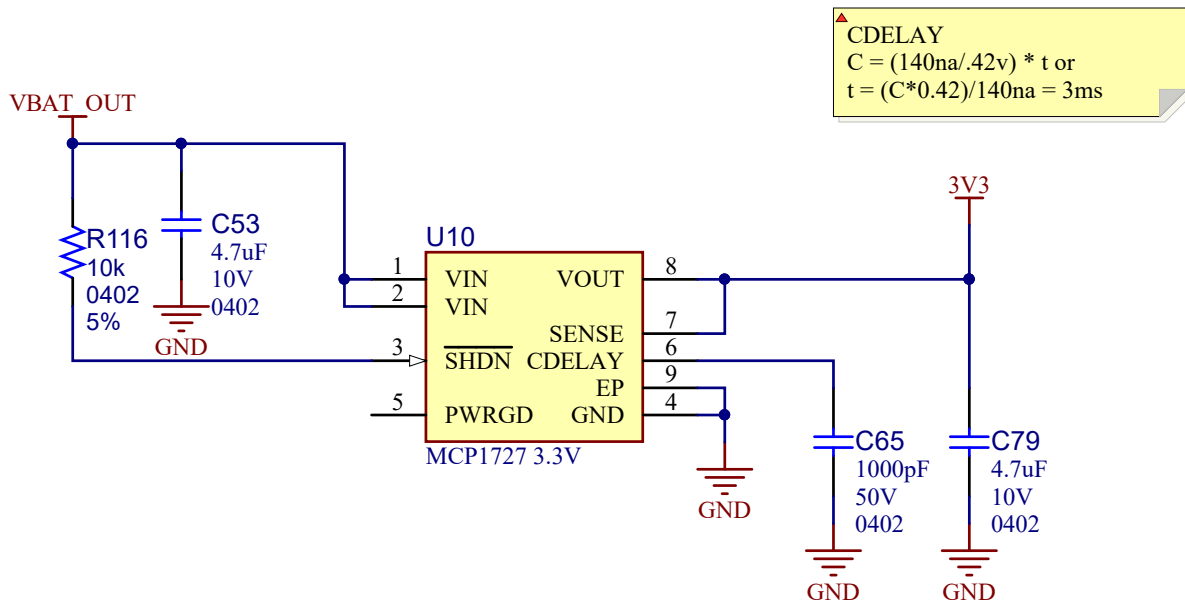 CDELAY
C = (140na/.42v) * t or
t = (C*0.42)/140na = 3ms
VBAT_OUT
R116
10k
0402
5%
C53
4.7uF
10V
0402
GND
U10
1 VIN
2 VIN
3 SHDN
5 PWRGD
VOUT 8
SENSE 7
CDELAY 6
EP 9
GND 4
MCP1727 3.3V
GND
3V3
C65
1000pF
50V
0402
GND
C79
4.7uF
10V
0402
GND